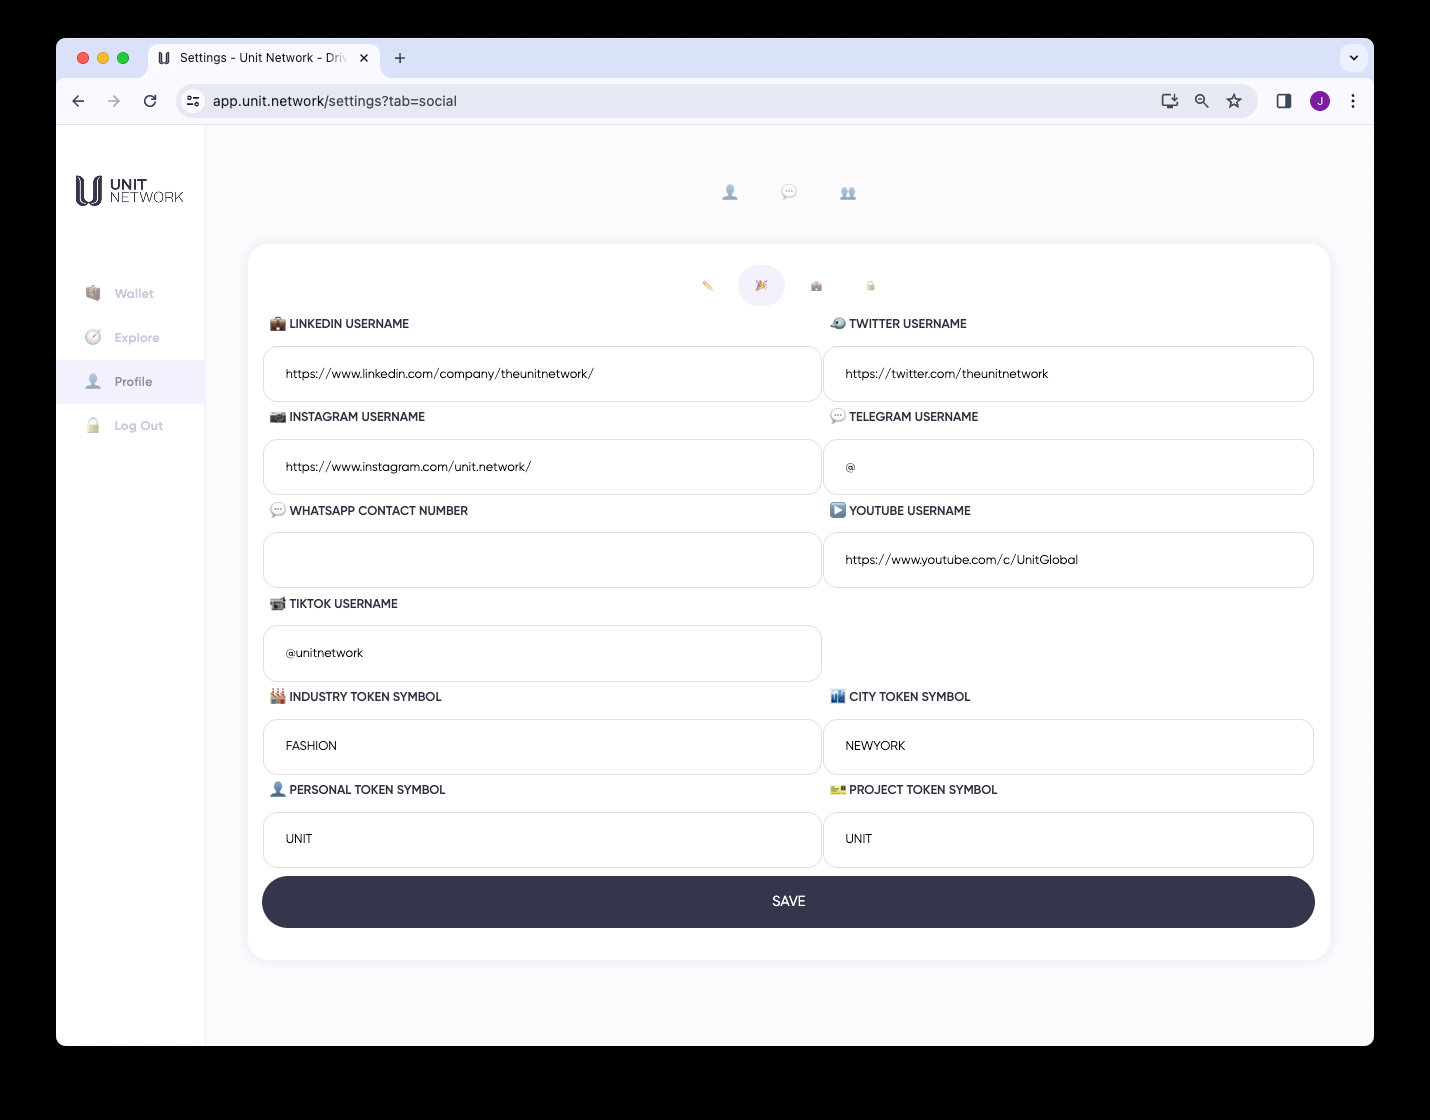 Settings - Unit Network - Driv
app.unit.network/settings?tab=social
J
UNIT
NETWORK
Wallet
Explore
Profile
Log Out
LINKEDIN USERNAME
TWITTER USERNAME
https://www.linkedin.com/company/theunitnetwork/
https://twitter.com/theunitnetwork
INSTAGRAM USERNAME
TELEGRAM USERNAME
https://www.instagram.com/unit.network/
@
WHATSAPP CONTACT NUMBER
YOUTUBE USERNAME
https://www.youtube.com/c/UnitGlobal
TIKTOK USERNAME
@unitnetwork
INDUSTRY TOKEN SYMBOL
CITY TOKEN SYMBOL
FASHION
NEWYORK
PERSONAL TOKEN SYMBOL
PROJECT TOKEN SYMBOL
UNIT
UNIT
SAVE